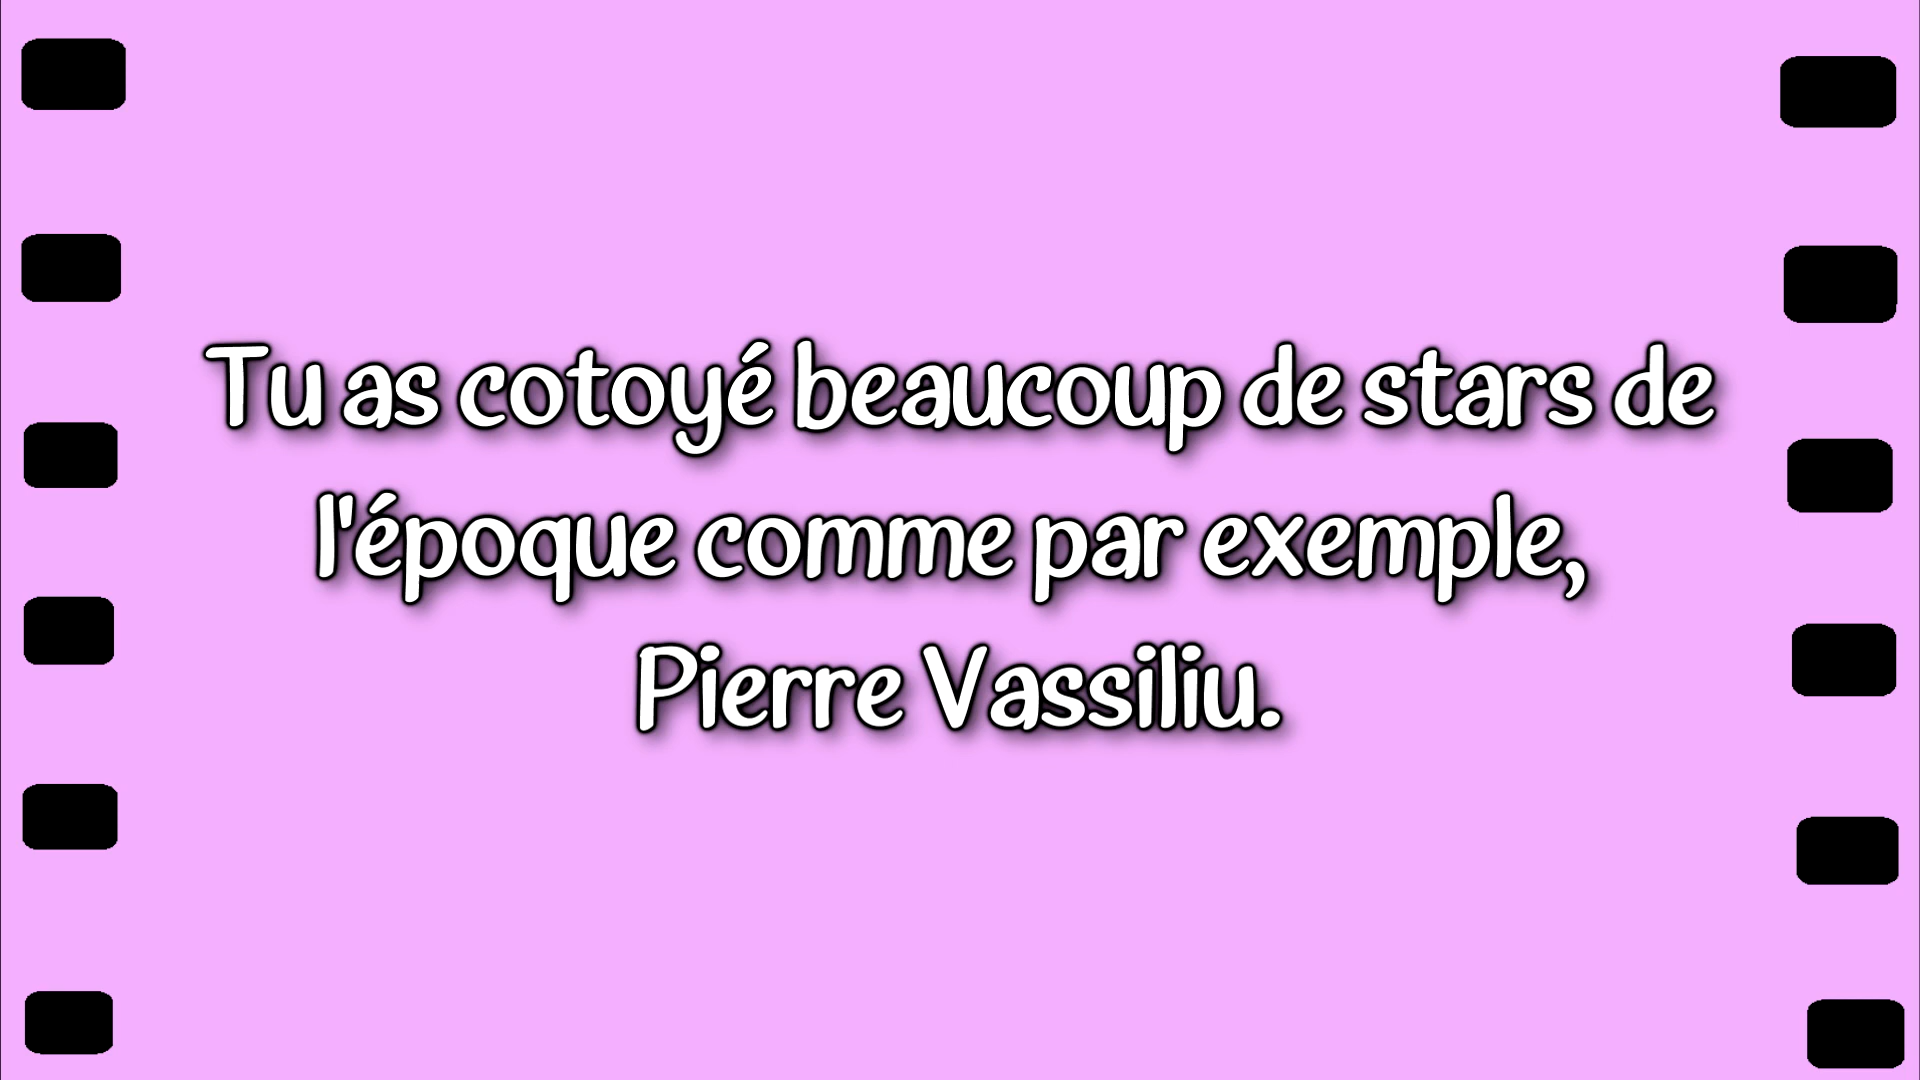 Tu as cotoyé beaucoup de stars de
l'époque comme par exemple,
Pierre Vassiliu.